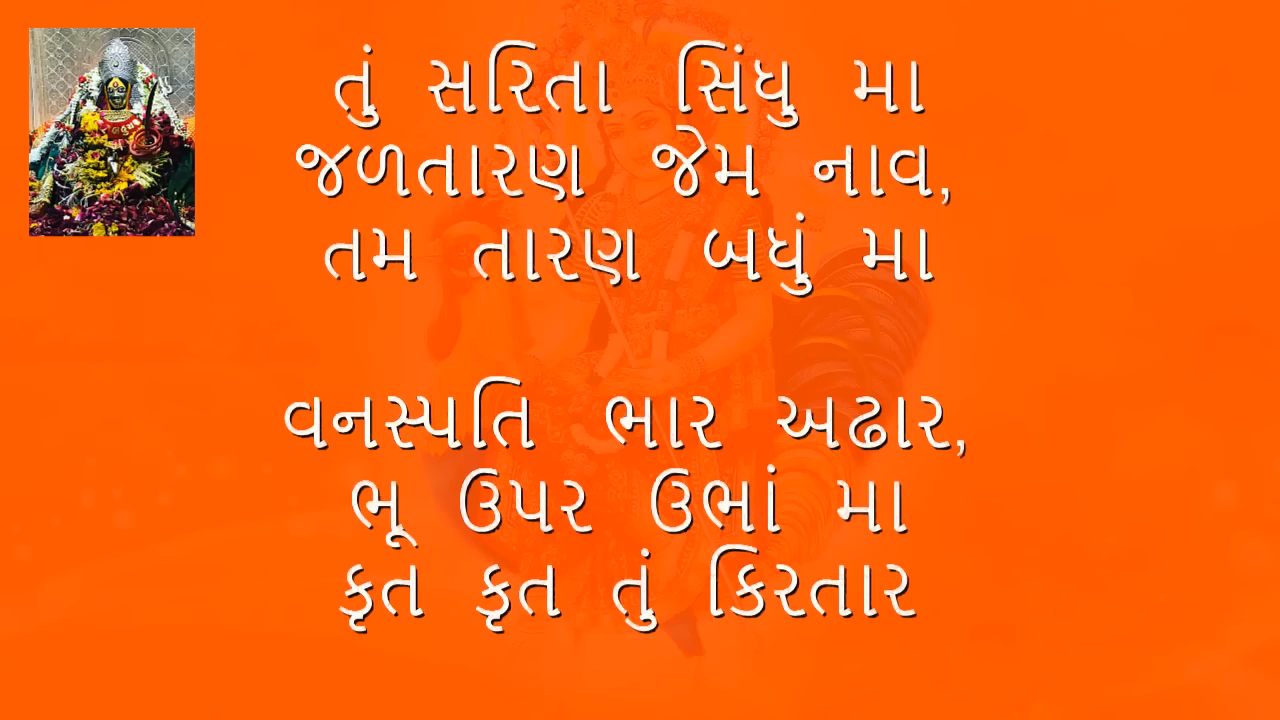 તું સરિતા સિંધુ મા
જળતારણ જેમ નાવ,
તમ તારણ બધું મા
વનસ્પતિ ભાર અઢાર,
ભૂ ઉપર ઉભાં મા
કૃત કૃત તું કિરતાર